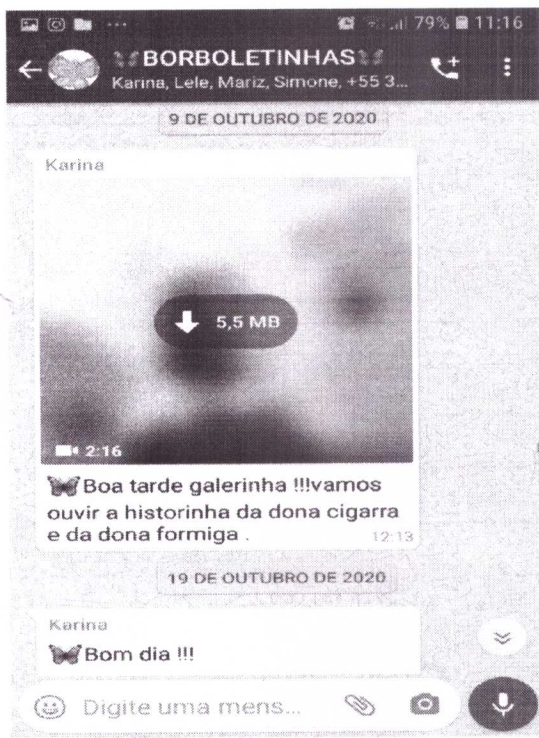 79% 11:16
BORBOLETINHAS
Karina, Lele, Mariz, Simone, +55 3...
9 DE OUTUBRO DE 2020
Karina
5,5 MB
2:16
Boa tarde galerinha !!!vamos
ouvir a historinha da dona cigarra
e da dona formiga .
12:13
19 DE OUTUBRO DE 2020
Karina
Bom dia !!!
Digite uma mens...